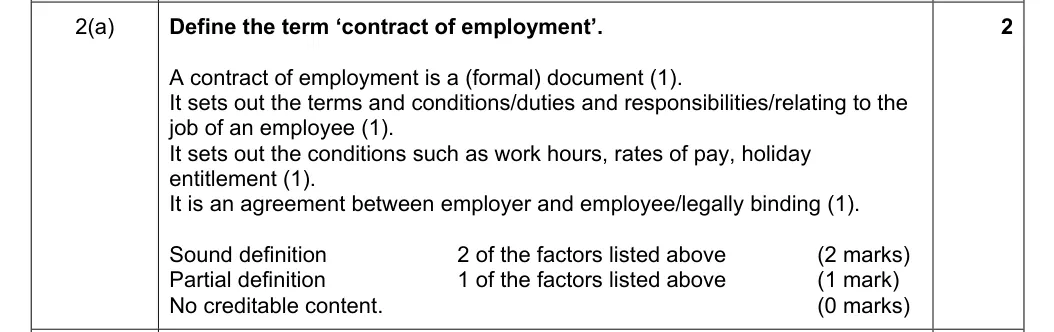 2(a) Define the term ‘contract of employment’. 2
A contract of employment is a (formal) document (1).
It sets out the terms and conditions/duties and responsibilities/relating to the
job of an employee (1).
It sets out the conditions such as work hours, rates of pay, holiday
entitlement (1).
It is an agreement between employer and employee/legally binding (1).
Sound definition 2 of the factors listed above (2 marks)
Partial definition 1 of the factors listed above (1 mark)
No creditable content. (0 marks)